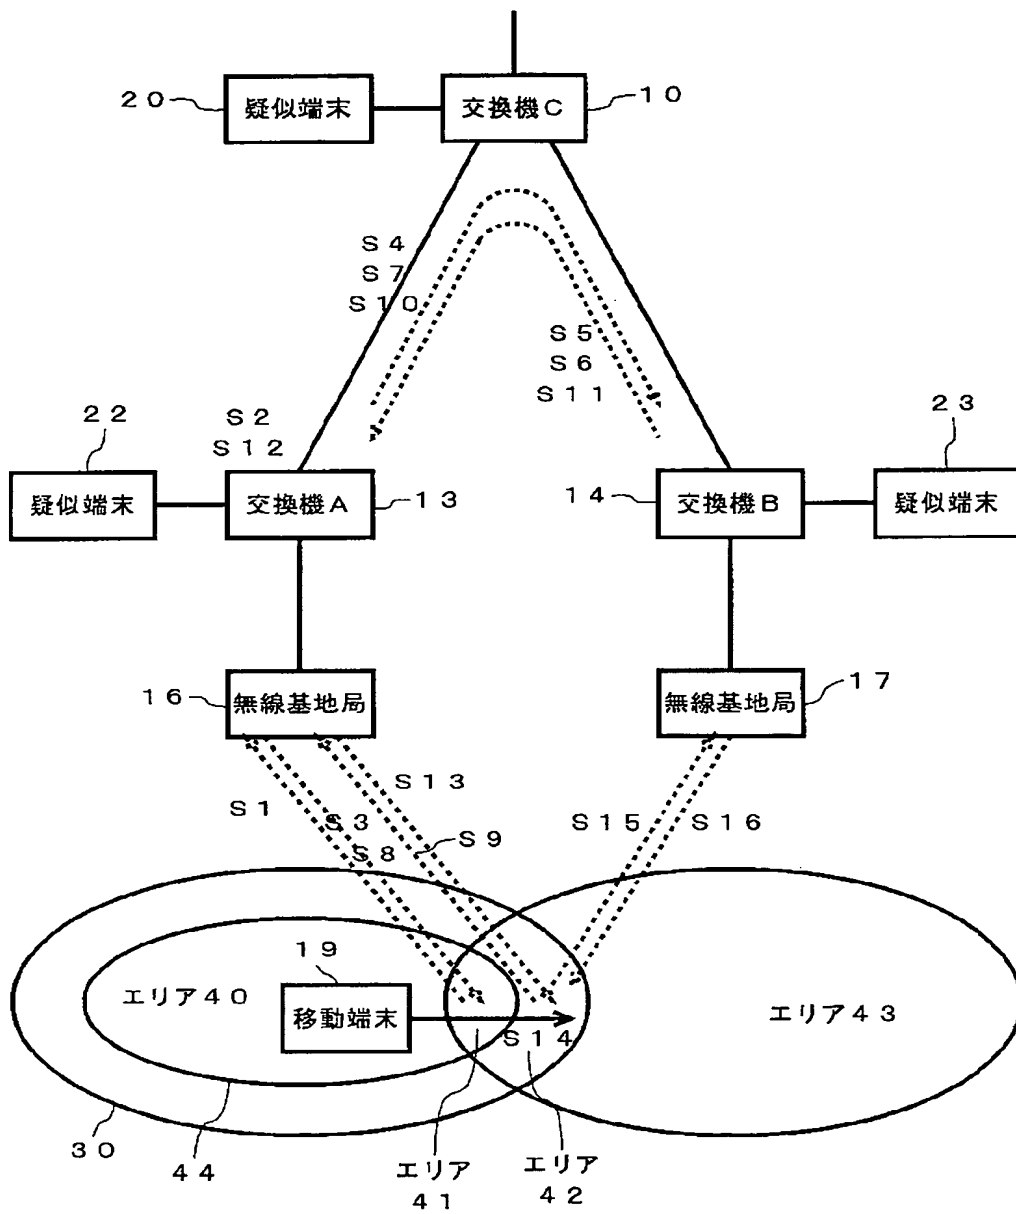 ２０
疑似端末
交換機Ｃ
１０
Ｓ４
Ｓ７
Ｓ１０
Ｓ５
Ｓ６
Ｓ１１
２２
Ｓ２
Ｓ１２
２３
疑似端末
交換機Ａ
１３
１４
交換機Ｂ
疑似端末
１６
無線基地局
無線基地局
１７
Ｓ１
Ｓ３
Ｓ８
Ｓ１３
Ｓ９
Ｓ１５
Ｓ１６
１９
エリア４０
移動端末
Ｓ１４
エリア４３
３０
４４
エリア
４１
エリア
４２